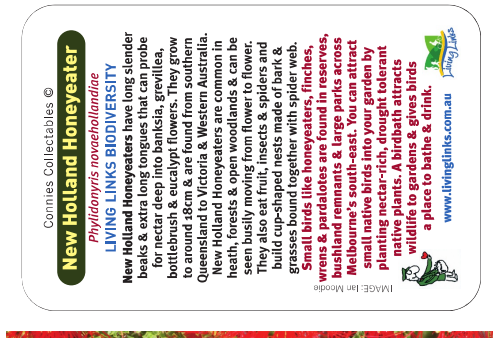 Connies Collectables ©
New Holland Honeyeater
Phylidonyris novaehollandiae
LIVING LINKS BIODIVERSITY
New Holland Honeyeaters have long slender
beaks & extra long tongues that can probe
for nectar deep into banksia, grevillea,
bottlebrush & eucalypt flowers. They grow
to around 18cm & are found from southern
Queensland to Victoria & Western Australia.
New Holland Honeyeaters are common in
heath, forests & open woodlands & can be
seen busily moving from flower to flower.
They also eat fruit, insects & spiders and
build cup-shaped nests made of bark &
grasses bound together with spider web.
Small birds like honeyeaters, finches,
wrens & pardalotes are found in reserves,
bushland remnants & large parks across
Melbourne's south-east. You can attract
small native birds into your garden by
planting nectar-rich, drought tolerant
native plants. A birdbath attracts
wildlife to gardens & gives birds
a place to bathe & drink.
www.livinglinks.com.au
Living Links
IMAGE: Ian Moodie